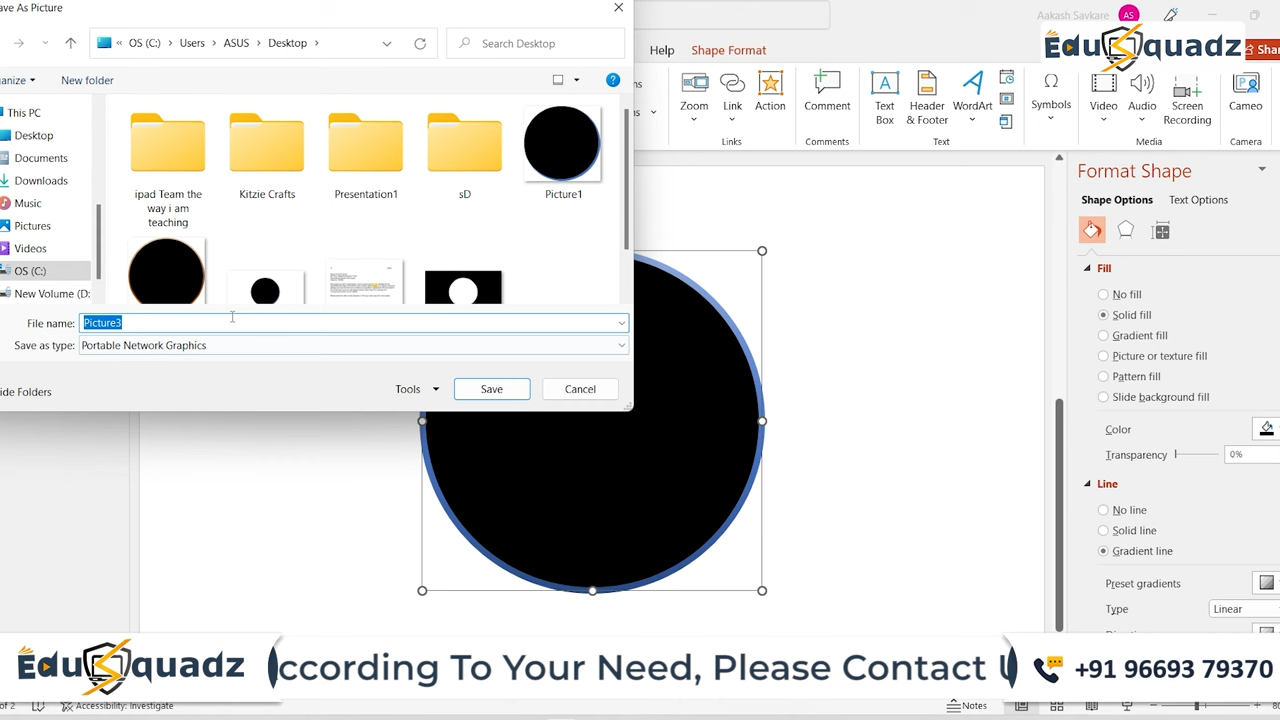 ave As Picture
Aakash Savkare
AS
« OS (C:) > Users > ASUS > Desktop >
Search Desktop
Help
Shape Format
EduSquadz
Shar
anize
New folder
This PC
Desktop
Documents
Downloads
Music
Pictures
Videos
OS (C:)
New Volume (D:
ipad Team the
way i am
teaching
Kitzie Crafts
Presentation1
sD
Picture1
File name: Picture3
Save as type: Portable Network Graphics
ide Folders
Tools
Save
Cancel
Zoom
Link
Action
Links
Comment
Comments
Text
Box
Header
& Footer
WordArt
Text
Symbols
Video
Audio
Screen
Recording
Media
Cameo
Camera
Format Shape
Shape Options
Text Options
Fill
No fill
Solid fill
Gradient fill
Picture or texture fill
Pattern fill
Slide background fill
Color
Transparency
0%
Line
No line
Solid line
Gradient line
Preset gradients
Type
Linear
EduSquadz
ccording To Your Need, Please Contact U
+91 96693 79370
of 2
Accessibility: Investigate
Notes